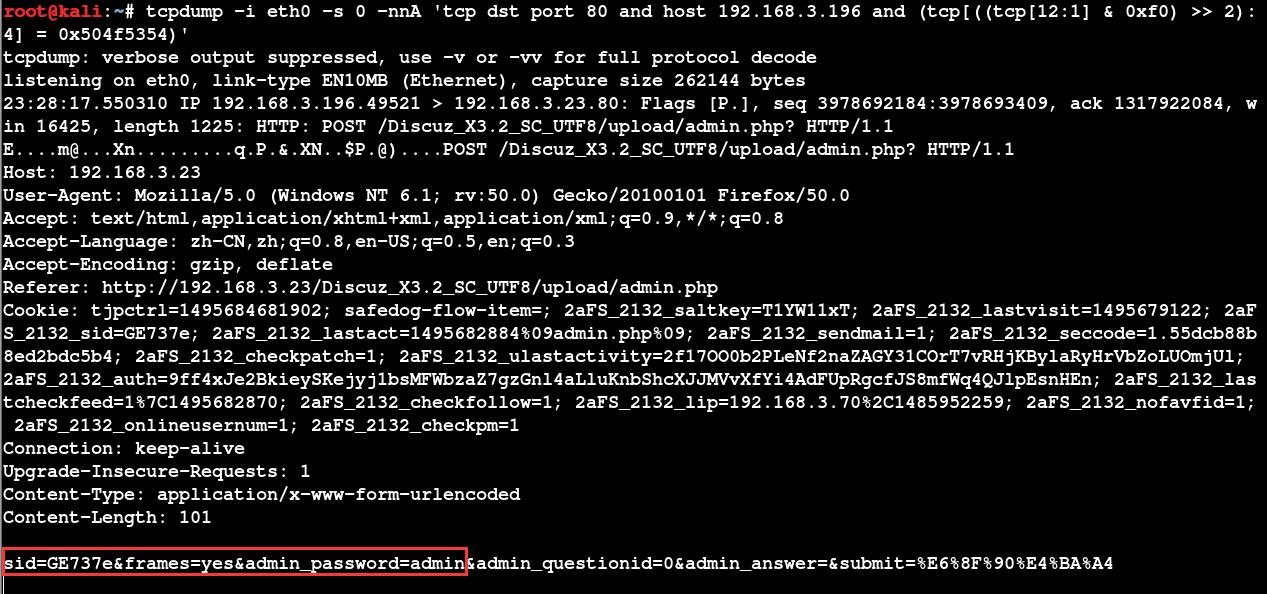 root@kali:~# tcpdump -i eth0 -s 0 -nnA 'tcp dst port 80 and host 192.168.3.196 and (tcp[((tcp[12:1] & 0xf0) >> 2):
4] = 0x504f5354)'
tcpdump: verbose output suppressed, use -v or -vv for full protocol decode
listening on eth0, link-type EN10MB (Ethernet), capture size 262144 bytes
23:28:17.550310 IP 192.168.3.196.49521 > 192.168.3.23.80: Flags [P.], seq 3978692184:3978693409, ack 1317922084, w
in 16425, length 1225: HTTP: POST /Discuz_X3.2_SC_UTF8/upload/admin.php? HTTP/1.1
E....m@...Xn.........q.P.&.XN..$P.@)....POST /Discuz_X3.2_SC_UTF8/upload/admin.php? HTTP/1.1
Host: 192.168.3.23
User-Agent: Mozilla/5.0 (Windows NT 6.1; rv:50.0) Gecko/20100101 Firefox/50.0
Accept: text/html,application/xhtml+xml,application/xml;q=0.9,*/*;q=0.8
Accept-Language: zh-CN,zh;q=0.8,en-US;q=0.5,en;q=0.3
Accept-Encoding: gzip, deflate
Referer: http://192.168.3.23/Discuz_X3.2_SC_UTF8/upload/admin.php
Cookie: tjpctrl=1495684681902; safedog-flow-item=; 2aFS_2132_saltkey=T1YW11xT; 2aFS_2132_lastvisit=1495679122; 2aF
S_2132_sid=GE737e; 2aFS_2132_lastact=1495682884%09admin.php%09; 2aFS_2132_sendmail=1; 2aFS_2132_seccode=1.55dcb88b
8ed2bdc5b4; 2aFS_2132_checkpatch=1; 2aFS_2132_ulastactivity=2f17OO0b2PLeNf2naZAGY31COrT7vRHjKBylaRyHrVbZoLUOmjUl;
2aFS_2132_auth=9ff4xJe2BkieySKejyj1bsMFWbzaZ7gzGnl4aLluKnbShcXJJMVvXfYi4AdFUpRgcfJS8mfWq4QJlpEsnHEn; 2aFS_2132_las
tcheckfeed=1%7C1495682870; 2aFS_2132_checkfollow=1; 2aFS_2132_lip=192.168.3.70%2C1485952259; 2aFS_2132_nofavfid=1;
2aFS_2132_onlineusernum=1; 2aFS_2132_checkpm=1
Connection: keep-alive
Upgrade-Insecure-Requests: 1
Content-Type: application/x-www-form-urlencoded
Content-Length: 101
sid=GE737e&frames=yes&admin_password=admin&admin_questionid=0&admin_answer=&submit=%E6%8F%90%E4%BA%A4